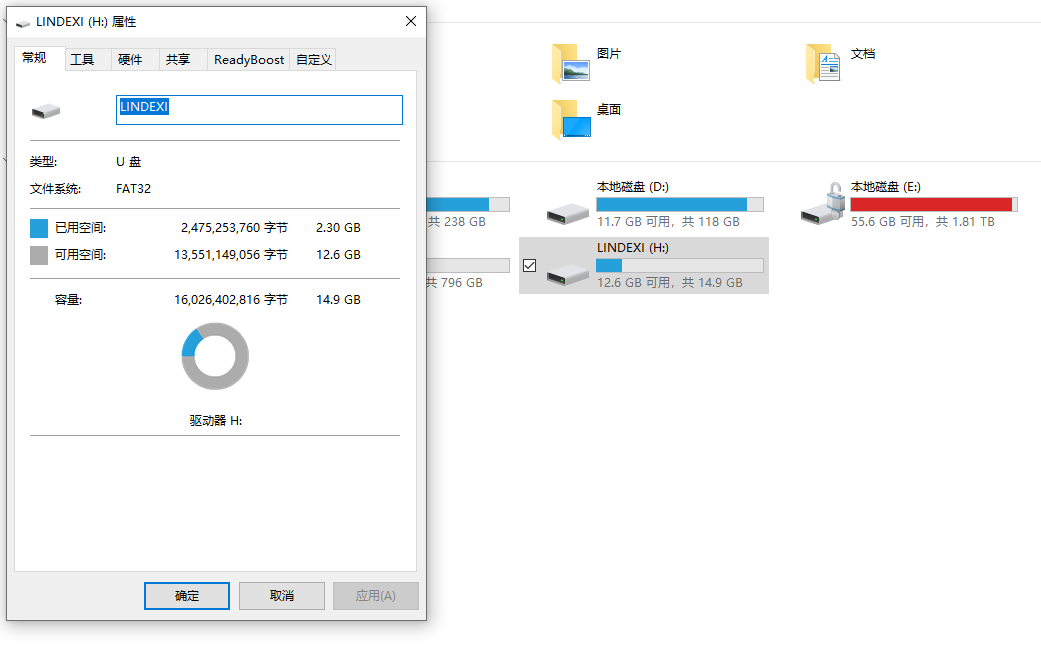 LINDEXI (H:) 属性
常规 工具 硬件 共享 ReadyBoost 自定义
LINDEXI
类型: U 盘
文件系统: FAT32
已用空间: 2,475,253,760 字节 2.30 GB
可用空间: 13,551,149,056 字节 12.6 GB
容量: 16,026,402,816 字节 14.9 GB
驱动器 H:
确定 取消 应用(A)
图片
文档
桌面
共 238 GB
本地磁盘 (D:)
11.7 GB 可用，共 118 GB
本地磁盘 (E:)
55.6 GB 可用，共 1.81 TB
共 796 GB
LINDEXI (H:)
12.6 GB 可用，共 14.9 GB